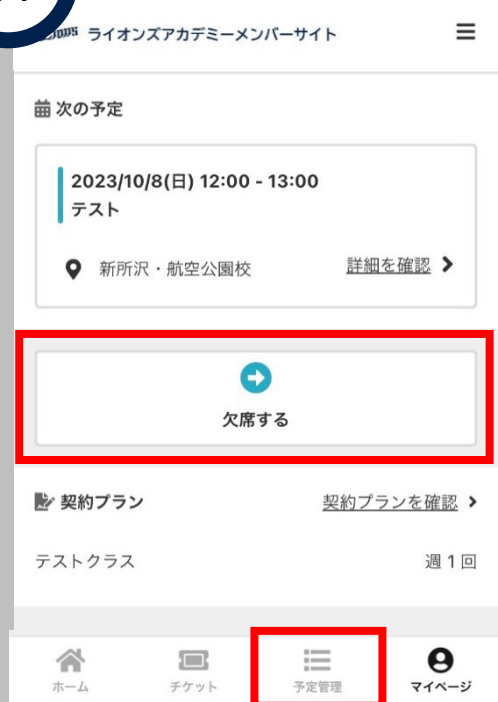 ライオンズアカデミーメンバーサイト
次の予定
2023/10/8(日) 12:00 - 13:00
テスト
新所沢・航空公園校 詳細を確認
欠席する
契約プラン 契約プランを確認
テストクラス 週1回
ホーム チケット 予定管理 マイページ